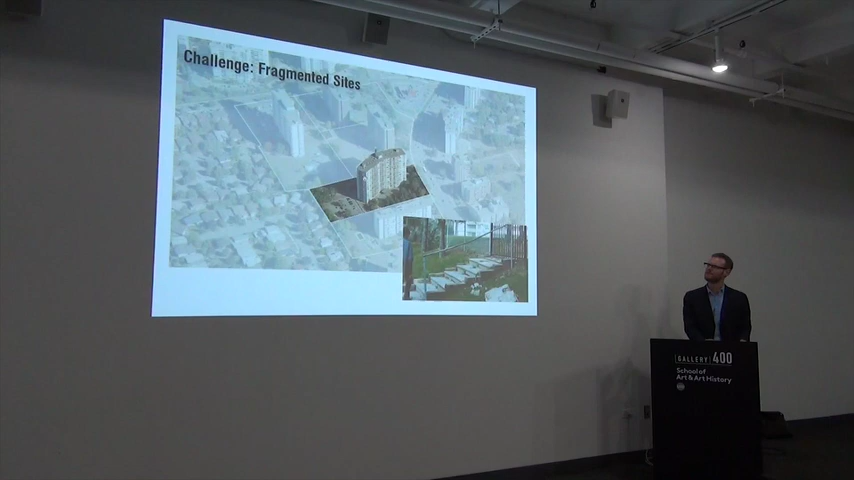 Challenge: Fragmented Sites
GALLERY 400
School of
Art & Art History